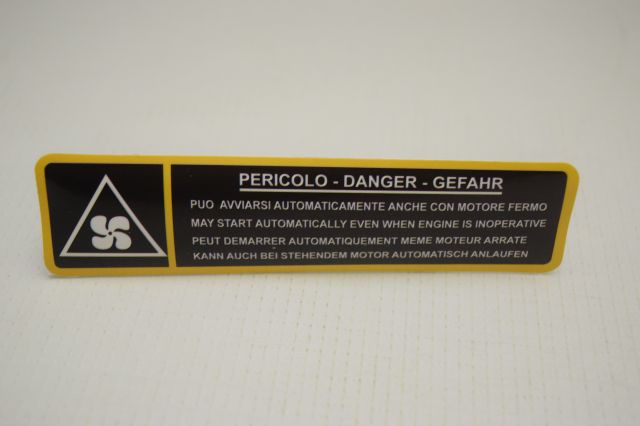 PERICOLO - DANGER - GEFAHR
PUO AVVIARSI AUTOMATICAMENTE ANCHE CON MOTORE FERMO
MAY START AUTOMATICALLY EVEN WHEN ENGINE IS INOPERATIVE
PEUT DEMARRER AUTOMATIQUEMENT MEME MOTEUR ARRATE
KANN AUCH BEI STEHENDEM MOTOR AUTOMATISCH ANLAUFEN